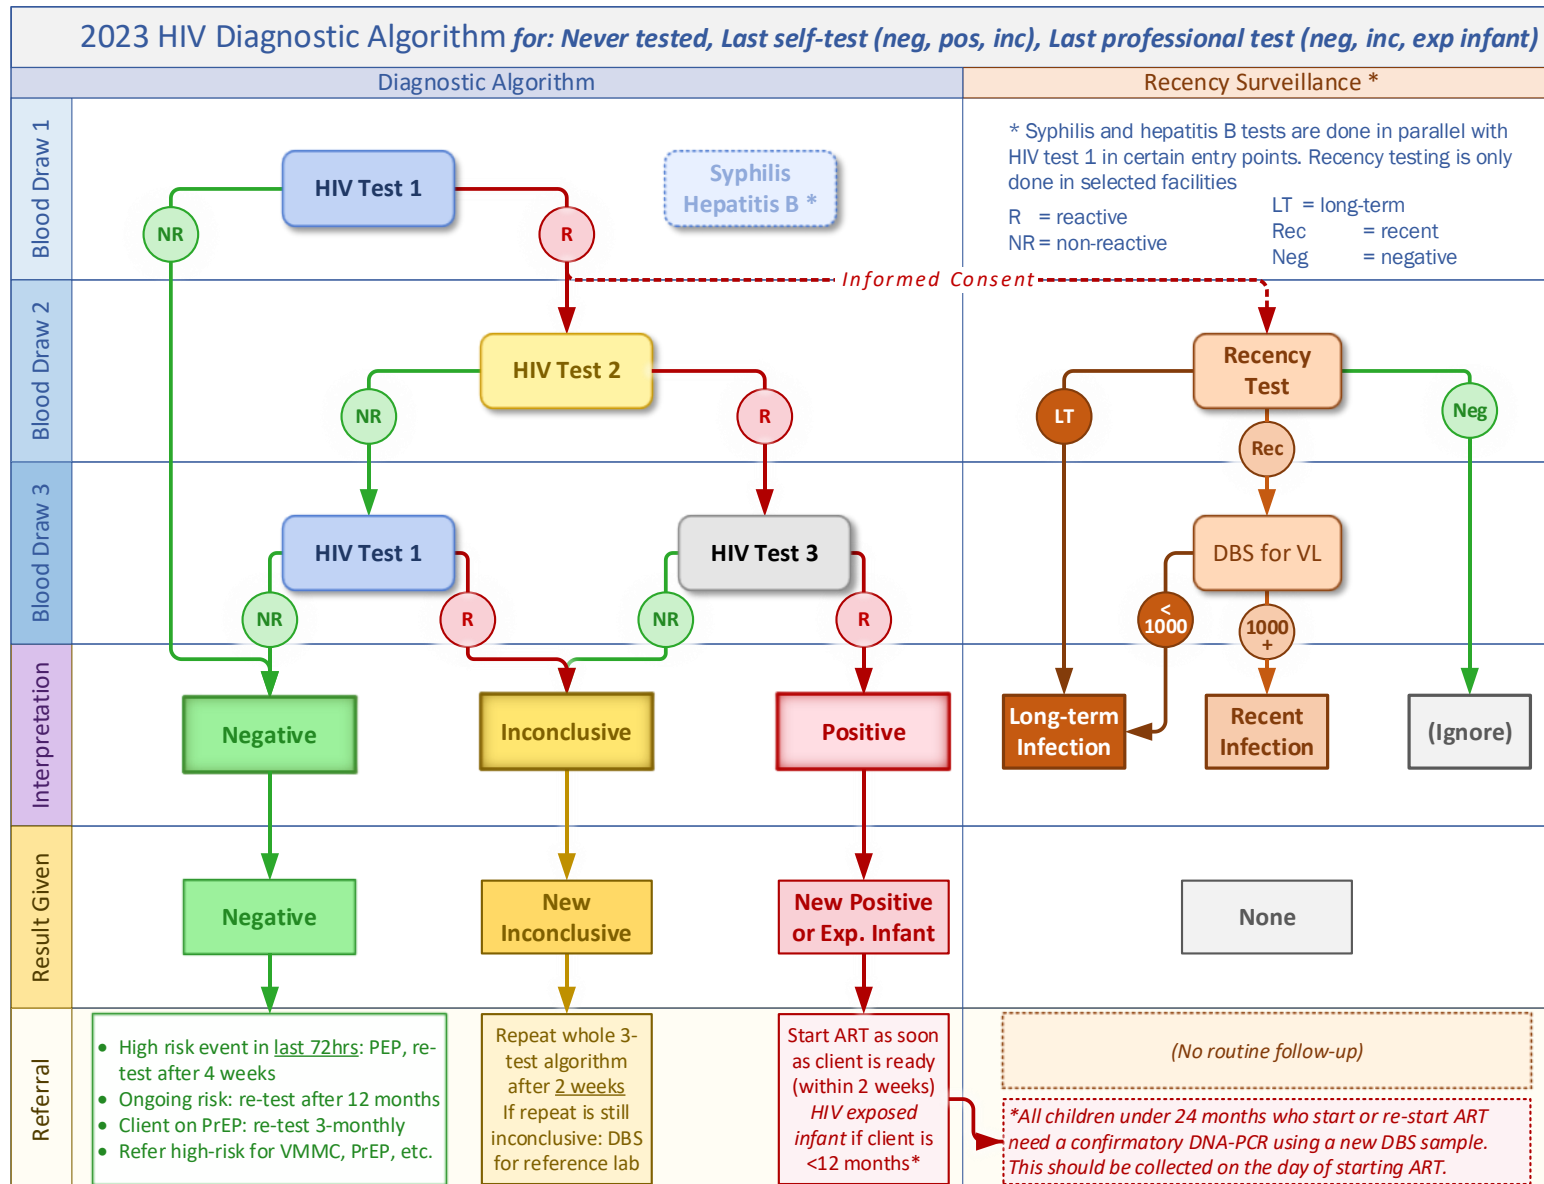 2023 HIV Diagnostic Algorithm for: Never tested, Last self-test (neg, pos, inc), Last professional test (neg, inc, exp infant)
Diagnostic Algorithm
Recency Surveillance *
Blood Draw 1
HIV Test 1
Syphilis
Hepatitis B *
NR
R
* Syphilis and hepatitis B tests are done in parallel with
HIV test 1 in certain entry points. Recency testing is only
done in selected facilities
R = reactive
NR = non-reactive
LT = long-term
Rec = recent
Neg = negative
Informed Consent
Blood Draw 2
HIV Test 2
NR
R
Recency
Test
LT
Rec
Neg
Blood Draw 3
HIV Test 1
HIV Test 3
NR
R
NR
R
DBS for VL
<
1000
1000
+
Interpretation
Negative
Inconclusive
Positive
Long-term
Infection
Recent
Infection
(Ignore)
Result Given
Negative
New
Inconclusive
New Positive
or Exp. Infant
None
Referral
• High risk event in last 72hrs: PEP, re-
test after 4 weeks
• Ongoing risk: re-test after 12 months
• Client on PrEP: re-test 3-monthly
• Refer high-risk for VMMC, PrEP, etc.
Repeat whole 3-
test algorithm
after 2 weeks
If repeat is still
inconclusive: DBS
for reference lab
Start ART as soon
as client is ready
(within 2 weeks)
HIV exposed
infant if client is
<12 months*
(No routine follow-up)
*All children under 24 months who start or re-start ART
need a confirmatory DNA-PCR using a new DBS sample.
This should be collected on the day of starting ART.